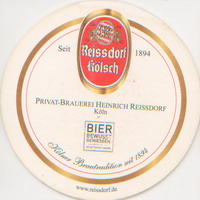 Seit 1894
Reissdorf
Kölsch
PRIVAT-BRAUEREI HEINRICH REISSDORF
Köln
BIER
BEWUSST
GENIESSEN
Kölner Brautradition seit 1894
www.reissdorf.de